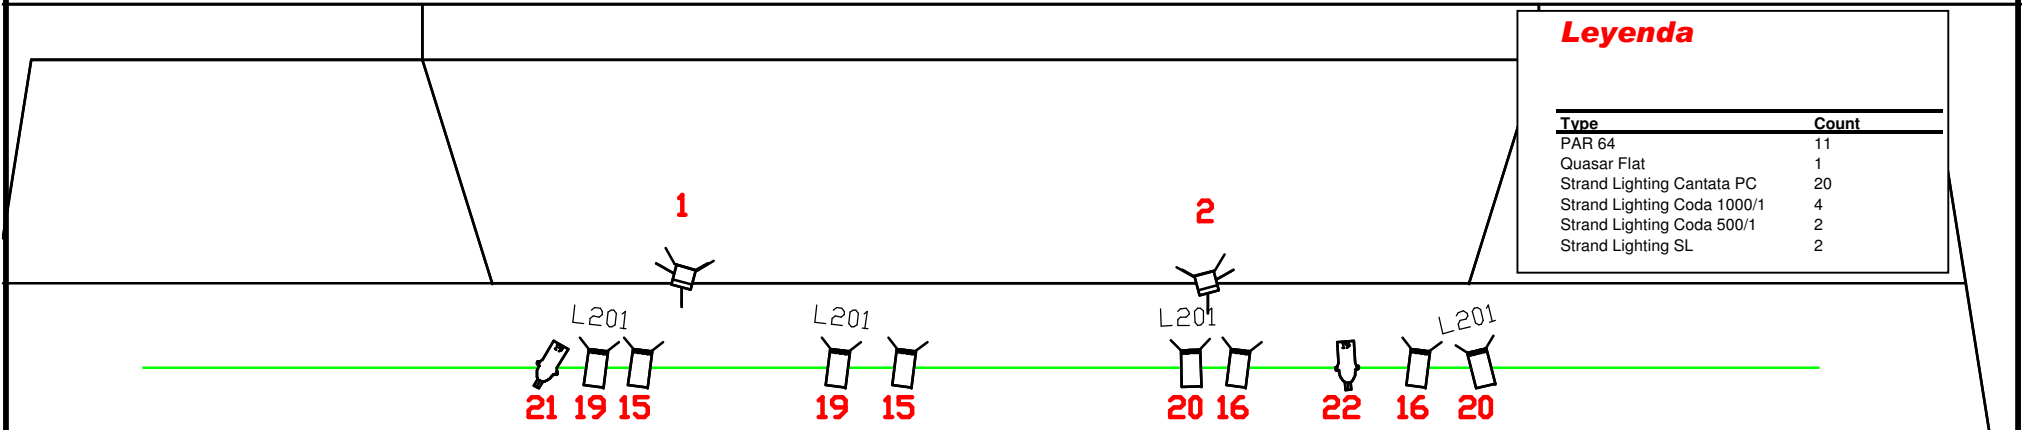 Leyenda
Type Count
PAR 64 11
Quasar Flat 1
Strand Lighting Cantata PC 20
Strand Lighting Coda 1000/1 4
Strand Lighting Coda 500/1 2
Strand Lighting SL 2
1 2
L201 L201 L201 L201
21 19 15 19 15 20 16 22 16 20